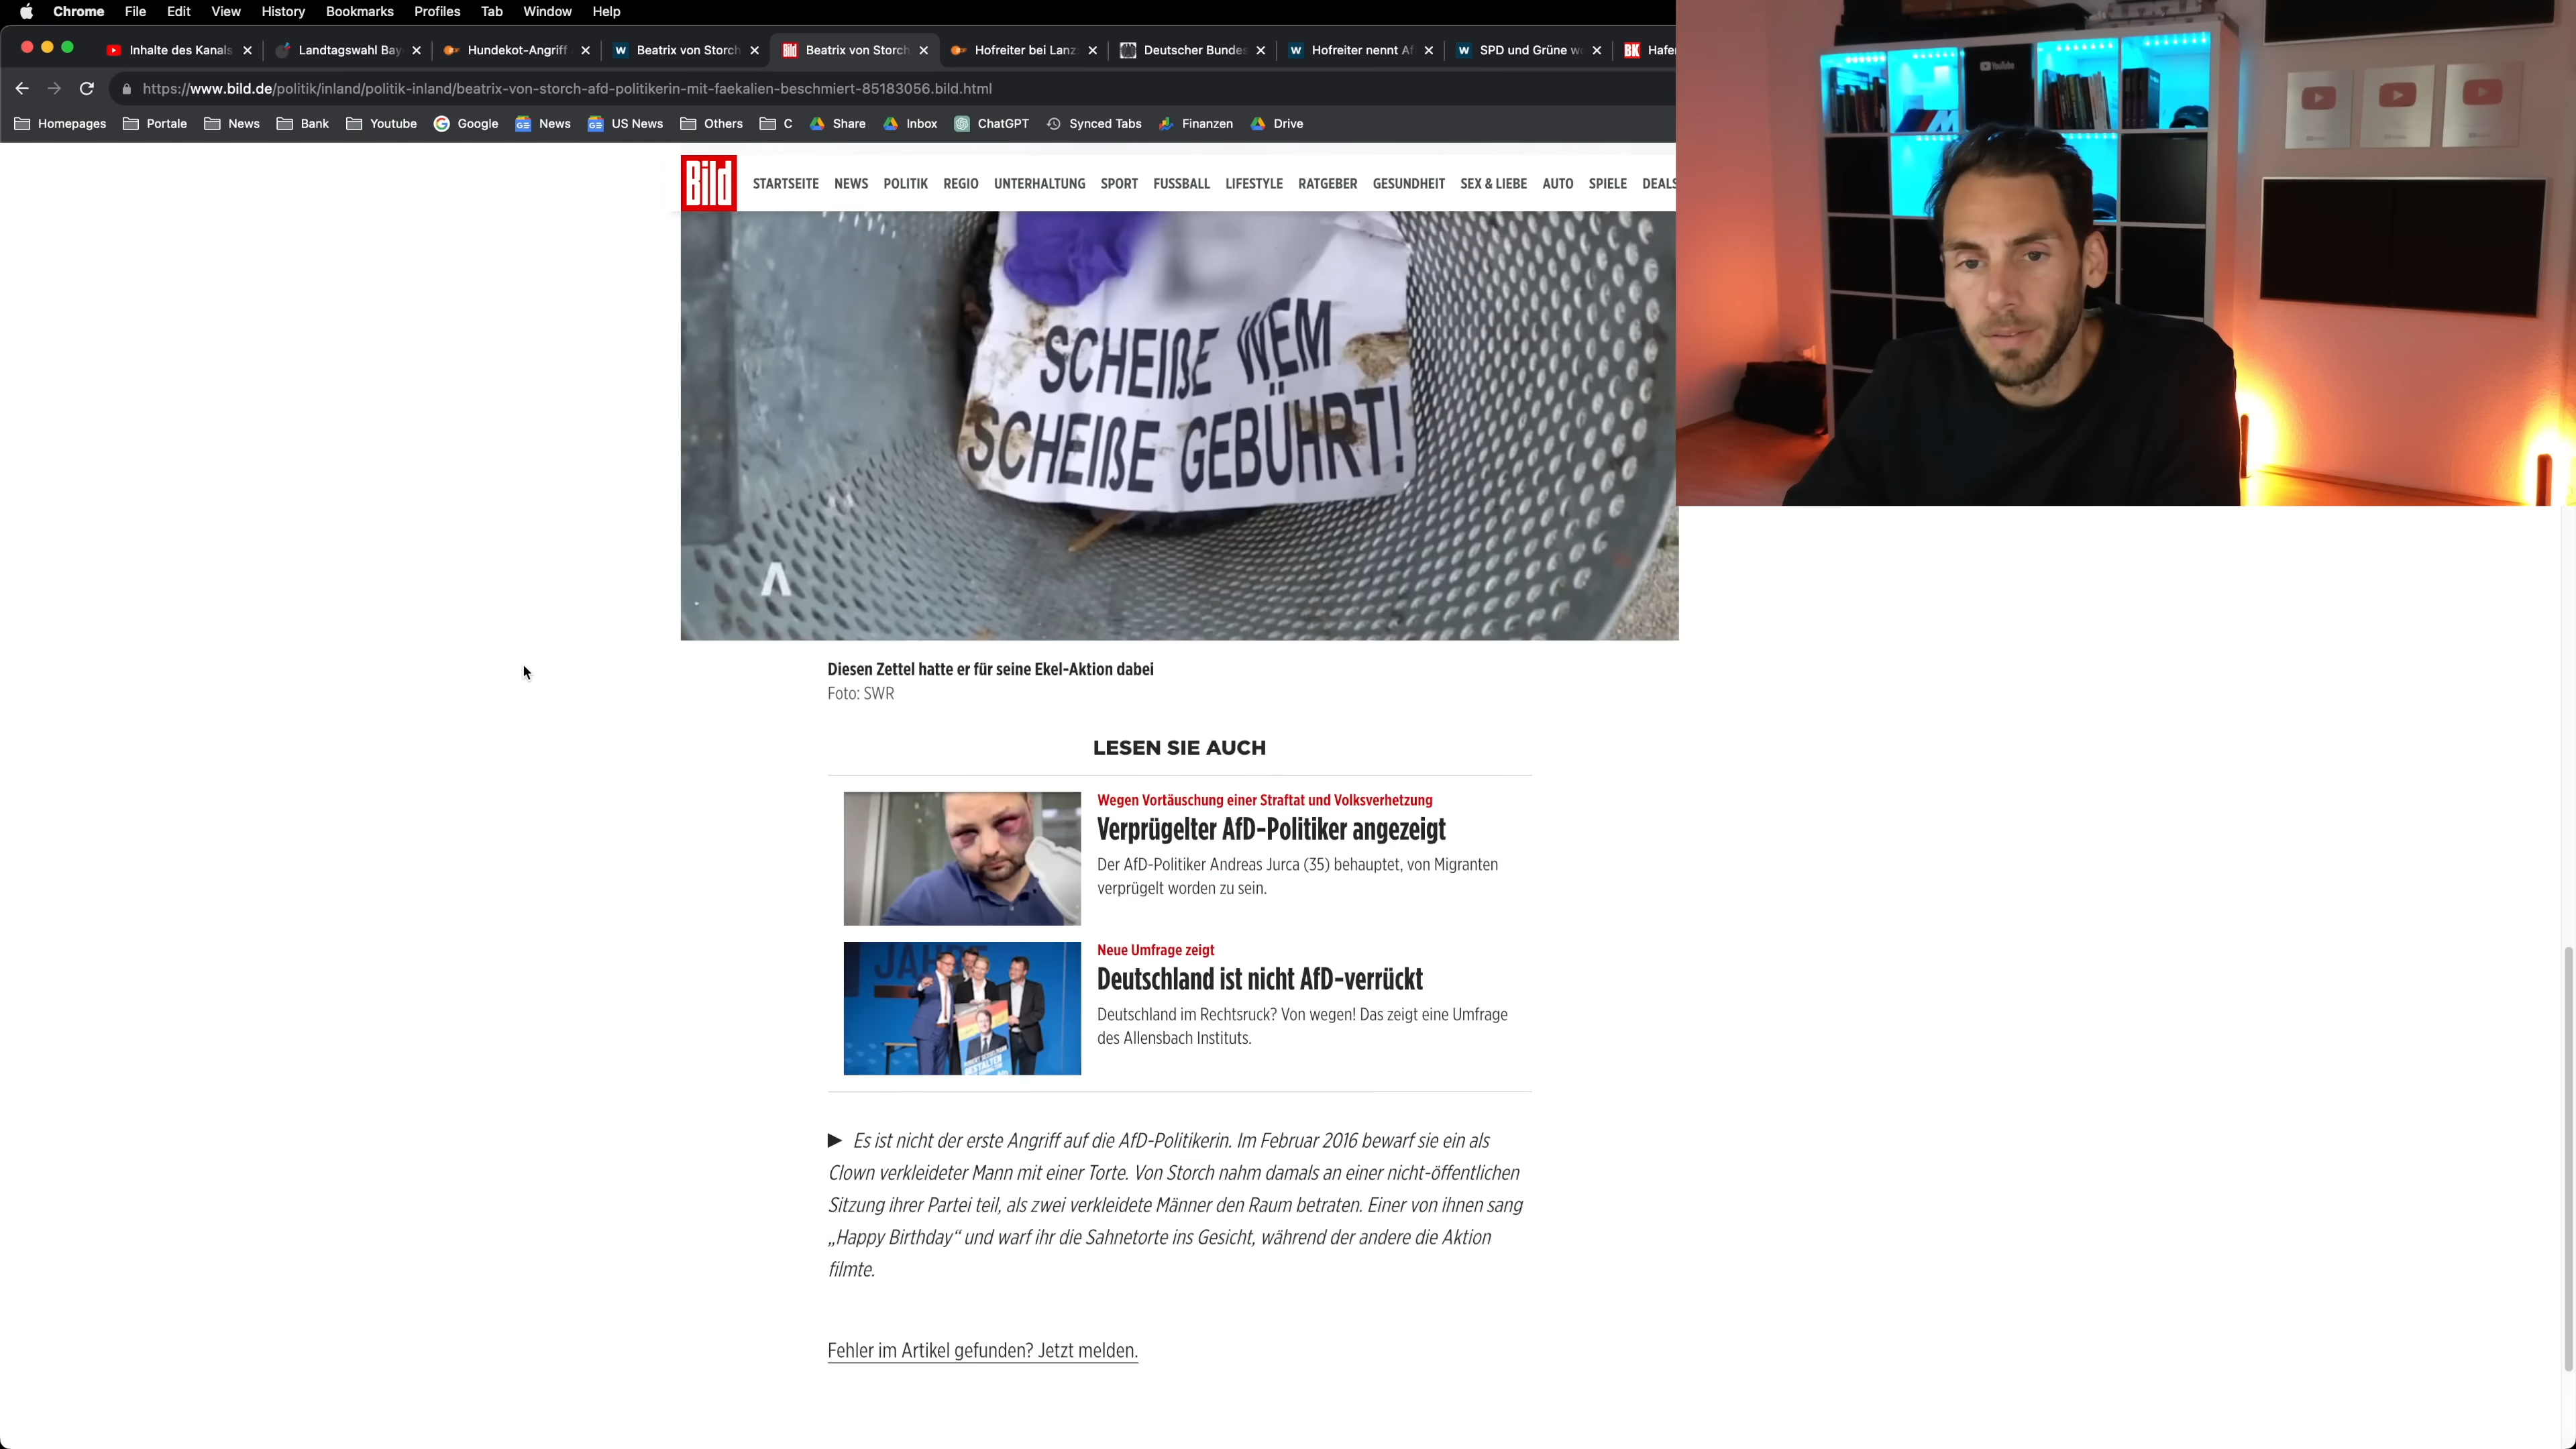 Chrome File Edit View History Bookmarks Profiles Tab Window Help
Inhalte des Kanals Landtagswahl Bay Hundekot-Angriff Beatrix von Storch Beatrix von Storch Hofreiter bei Lanz Deutscher Bundes Hofreiter nennt Af SPD und Grüne w BK Hafe
https://www.bild.de/politik/inland/politik-inland/beatrix-von-storch-afd-politikerin-mit-faekalien-beschmiert-85183056.bild.html
Homepages Portale News Bank Youtube Google News US News Others C Share Inbox ChatGPT Synced Tabs Finanzen Drive
Bild STARTSEITE NEWS POLITIK REGIO UNTERHALTUNG SPORT FUSSBALL LIFESTYLE RATGEBER GESUNDHEIT SEX & LIEBE AUTO SPIELE DEALS
YouTube
SCHEIßE WEM
SCHEIßE GEBÜHRT!
Diesen Zettel hatte er für seine Ekel-Aktion dabei
Foto: SWR
LESEN SIE AUCH
Wegen Vortäuschung einer Straftat und Volksverhetzung
Verprügelter AfD-Politiker angezeigt
Der AfD-Politiker Andreas Jurca (35) behauptet, von Migranten
verprügelt worden zu sein.
Neue Umfrage zeigt
Deutschland ist nicht AfD-verrückt
Deutschland im Rechtsruck? Von wegen! Das zeigt eine Umfrage
des Allensbach Instituts.
► Es ist nicht der erste Angriff auf die AfD-Politikerin. Im Februar 2016 bewarf sie ein als
Clown verkleideter Mann mit einer Torte. Von Storch nahm damals an einer nicht-öffentlichen
Sitzung ihrer Partei teil, als zwei verkleidete Männer den Raum betraten. Einer von ihnen sang
„Happy Birthday“ und warf ihr die Sahnetorte ins Gesicht, während der andere die Aktion
filmte.
Fehler im Artikel gefunden? Jetzt melden.